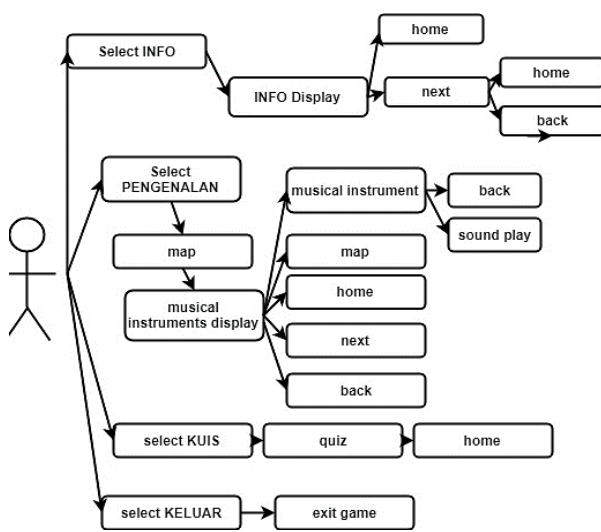 home
Select INFO
INFO Display
next
home
back
Select
PENGENALAN
musical instrument
back
sound play
map
map
musical
instruments display
home
next
back
select KUIS
quiz
home
select KELUAR
exit game